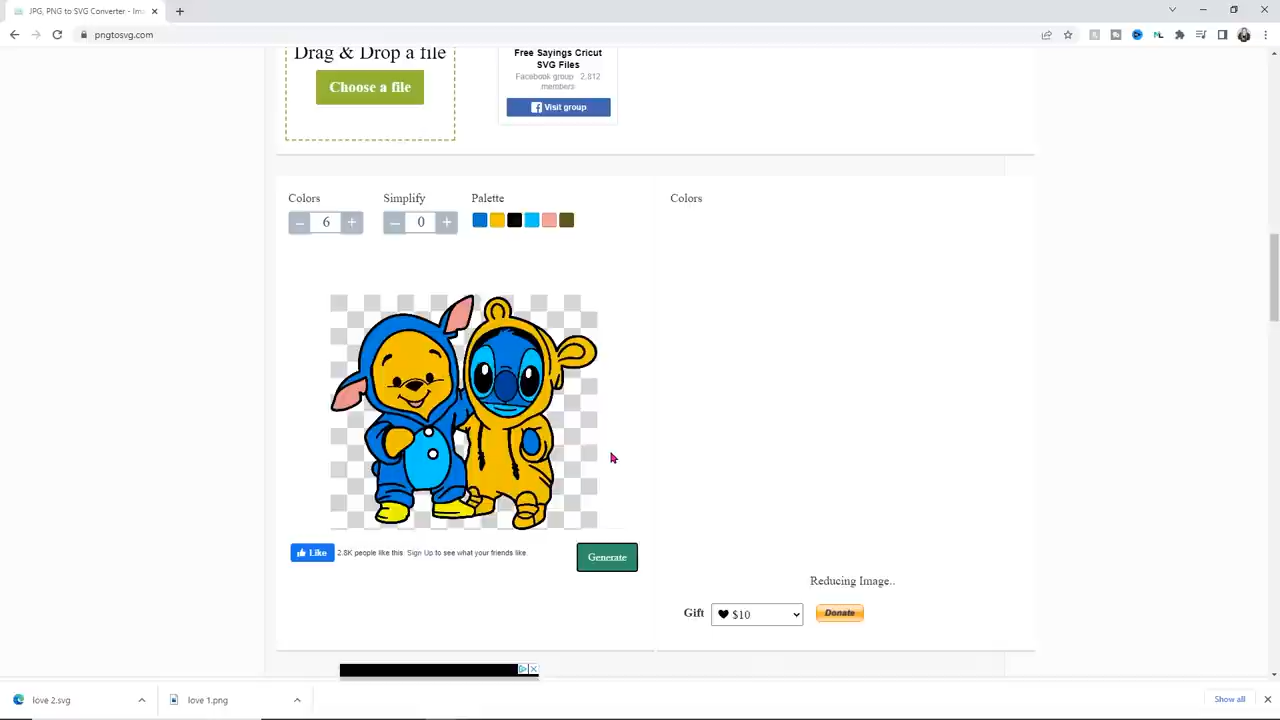 JPG, PNG to SVG Converter - Ima
pngtosvg.com
Drag & Drop a file
Choose a file
Free Sayings Cricut
SVG Files
Facebook group · 2.812
members
Visit group
Colors
Simplify
Palette
Colors
– 6 +
– 0 +
Like
2.8K people like this. Sign Up to see what your friends like.
Generate
Reducing Image..
Gift
$10
Donate
love 2.svg
love 1.png
Show all